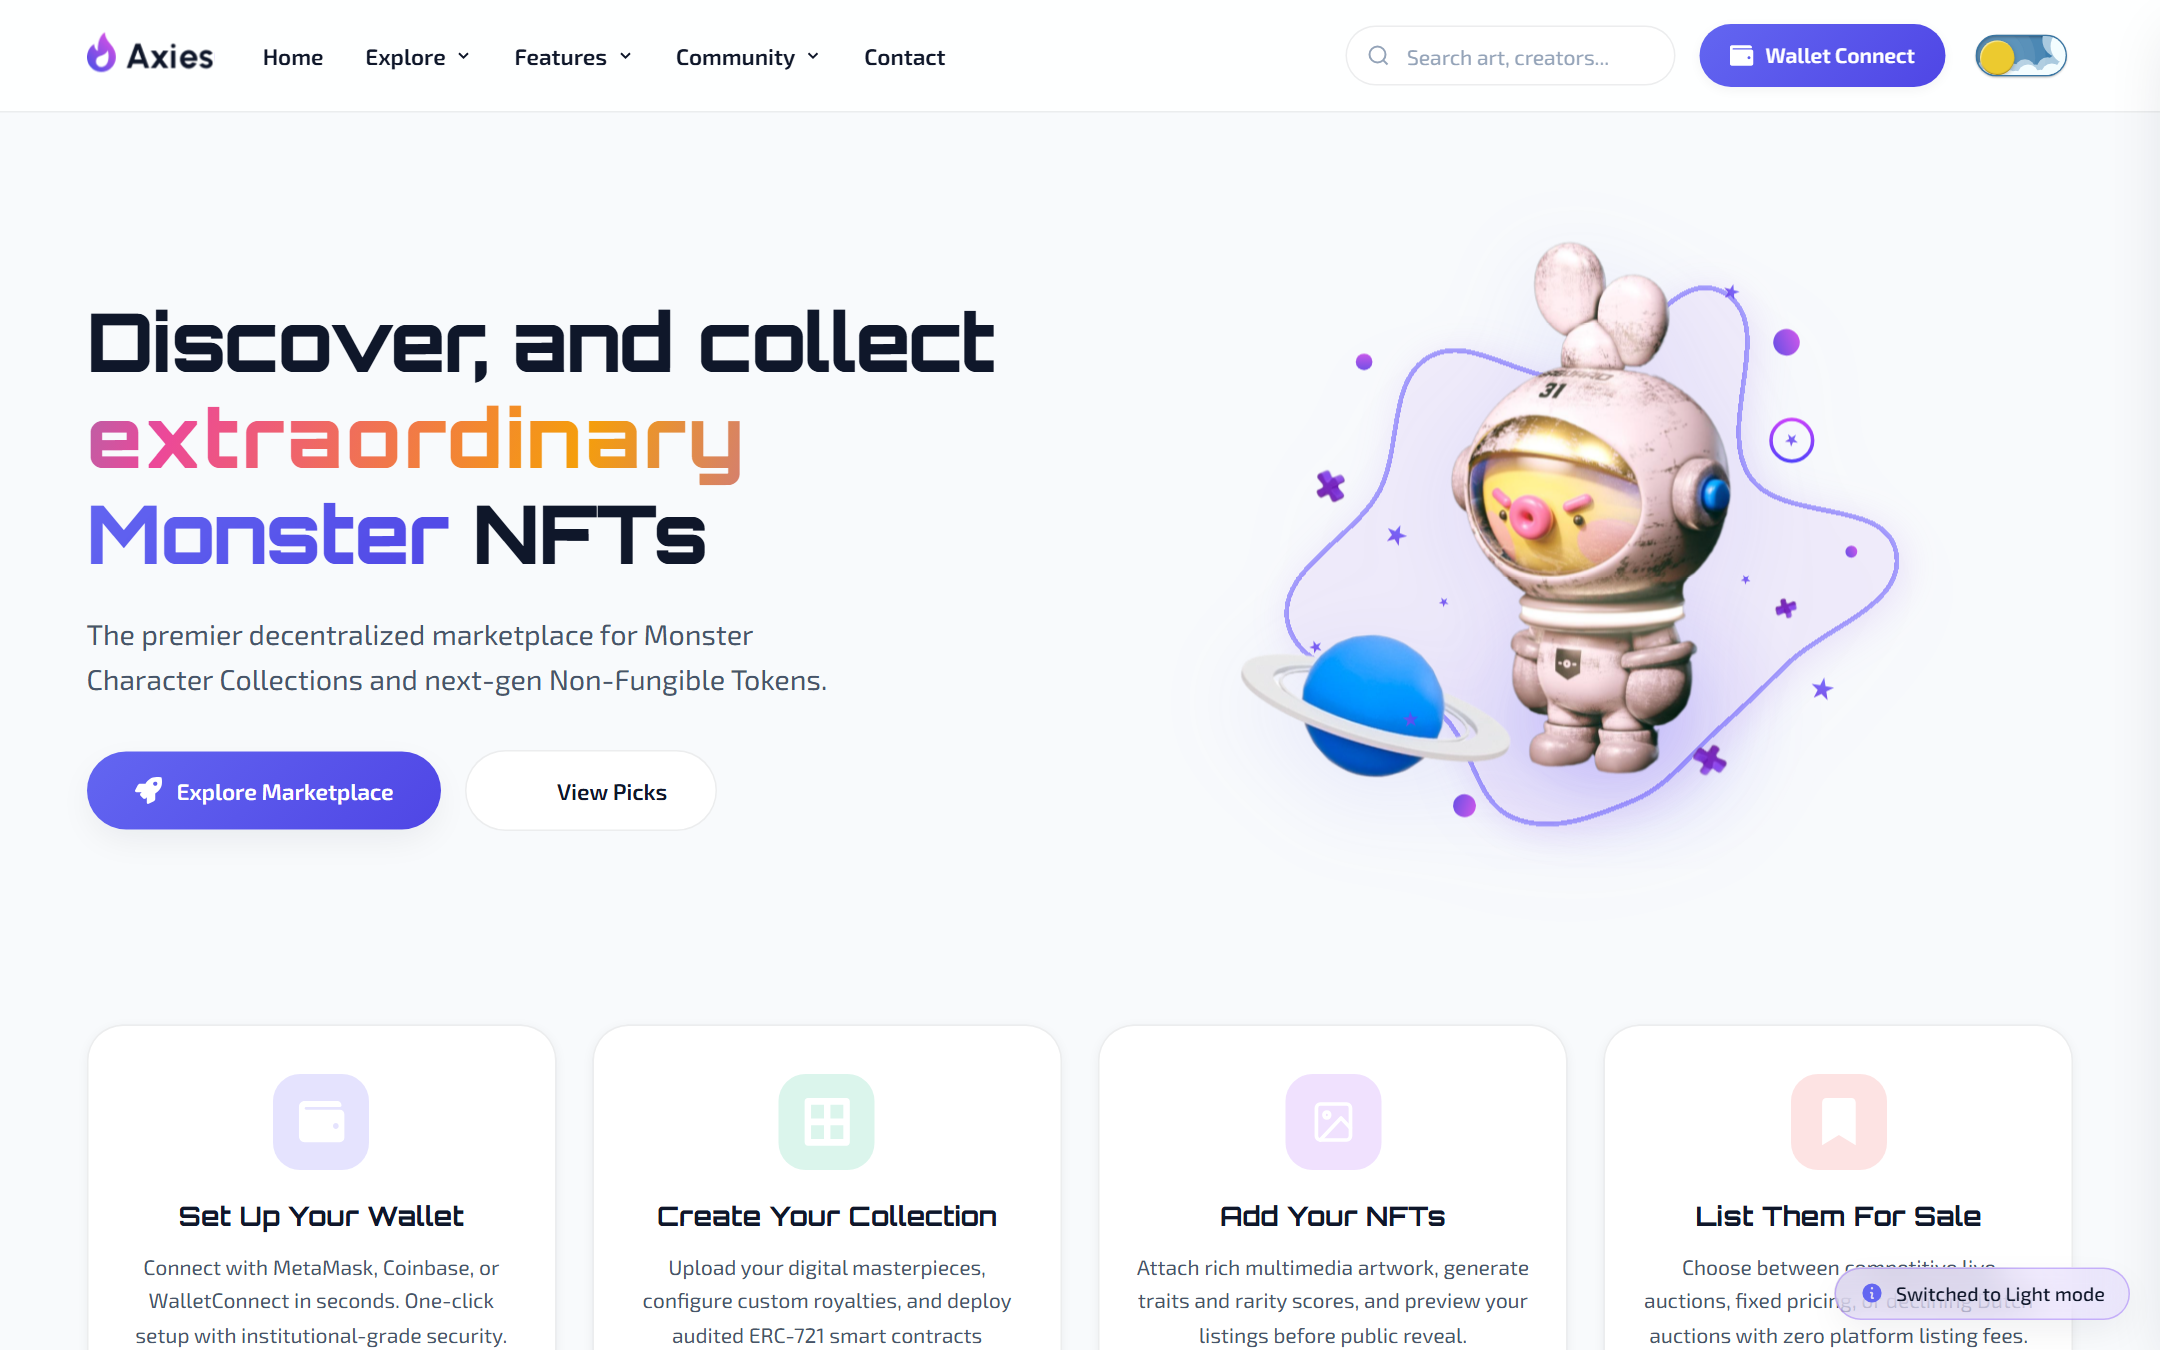 Axies
Home
Explore
Features
Community
Contact
Search art, creators...
Wallet Connect
Discover, and collect
extraordinary
Monster NFTs
The premier decentralized marketplace for Monster
Character Collections and next-gen Non-Fungible Tokens.
Explore Marketplace
View Picks
31
Set Up Your Wallet
Connect with MetaMask, Coinbase, or
WalletConnect in seconds. One-click
setup with institutional-grade security.
Create Your Collection
Upload your digital masterpieces,
configure custom royalties, and deploy
audited ERC-721 smart contracts
Add Your NFTs
Attach rich multimedia artwork, generate
traits and rarity scores, and preview your
listings before public reveal.
List Them For Sale
Choose between competitive live
auctions, fixed pricing, or declining Dutch
auctions with zero platform listing fees.
Switched to Light mode